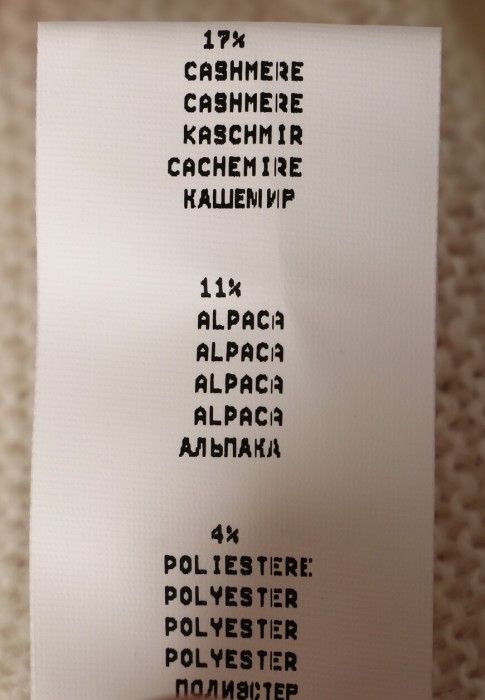 17%
CASHMERE
CASHMERE
KASCHMIR
CACHEMIRE
КАШЕМИР
11%
ALPACA
ALPACA
ALPACA
ALPACA
АЛЬПАКА
4%
POLIESTERE
POLYESTER
POLYESTER
POLYESTER
ПОЛИЭСТЕР